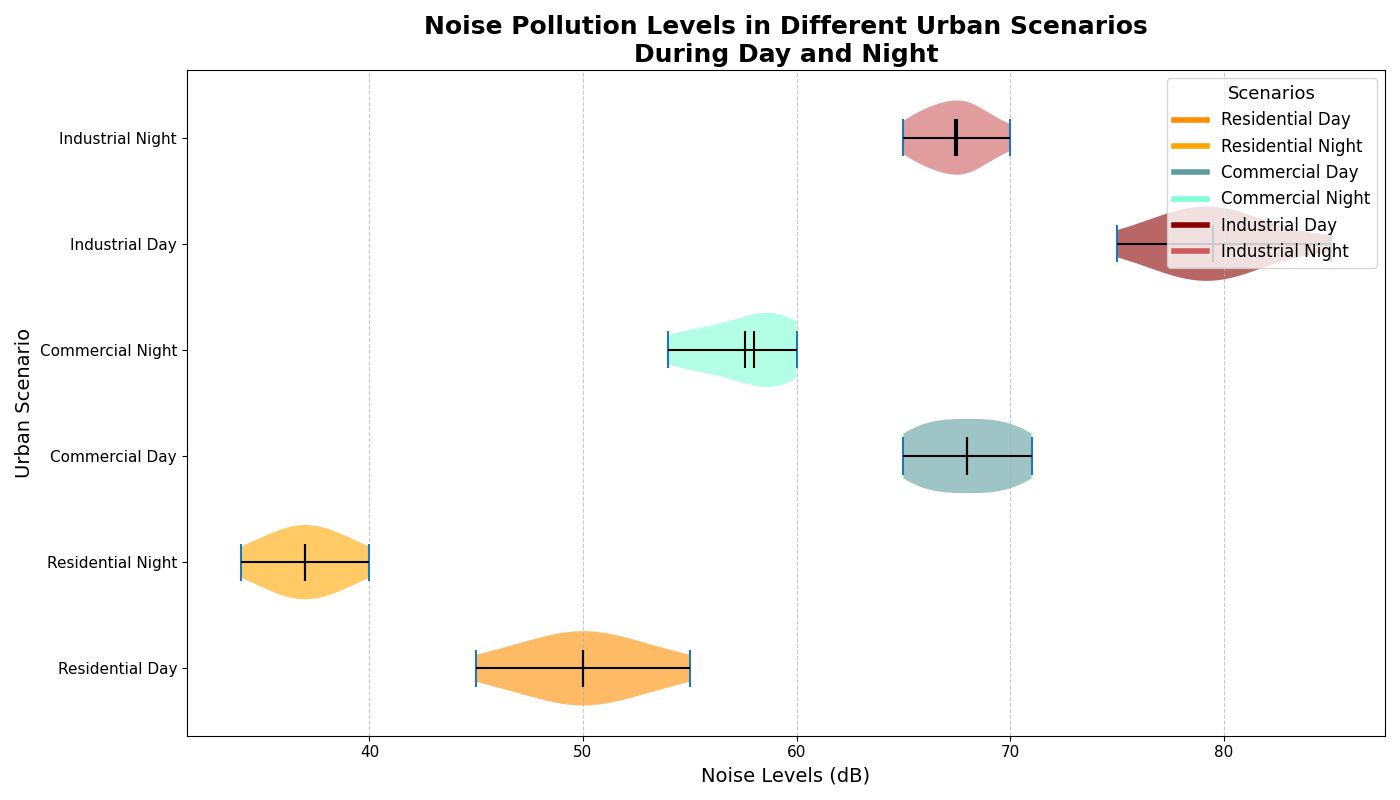 Noise Pollution Levels in Different Urban Scenarios
During Day and Night
Scenarios
Residential Day
Residential Night
Commercial Day
Commercial Night
Industrial Day
Industrial Night
Urban Scenario
Industrial Night
Industrial Day
Commercial Night
Commercial Day
Residential Night
Residential Day
40 50 60 70 80
Noise Levels (dB)